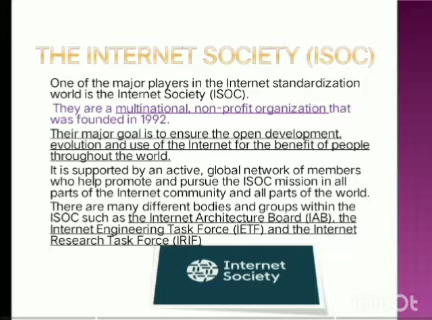 THE INTERNET SOCIETY (ISOC)
One of the major players in the Internet standardization
world is the Internet Society (ISOC).
They are a multinational, non-profit organization that
was founded in 1992.
Their major goal is to ensure the open development,
evolution and use of the Internet for the benefit of people
throughout the world.
It is supported by an active, global network of members
who help promote and pursue the ISOC mission in all
parts of the Internet community and all parts of the world.
There are many different bodies and groups within the
ISOC such as the Internet Architecture Board (IAB), the
Internet Engineering Task Force (IETF) and the Internet
Research Task Force (IRIF)
Internet
Society